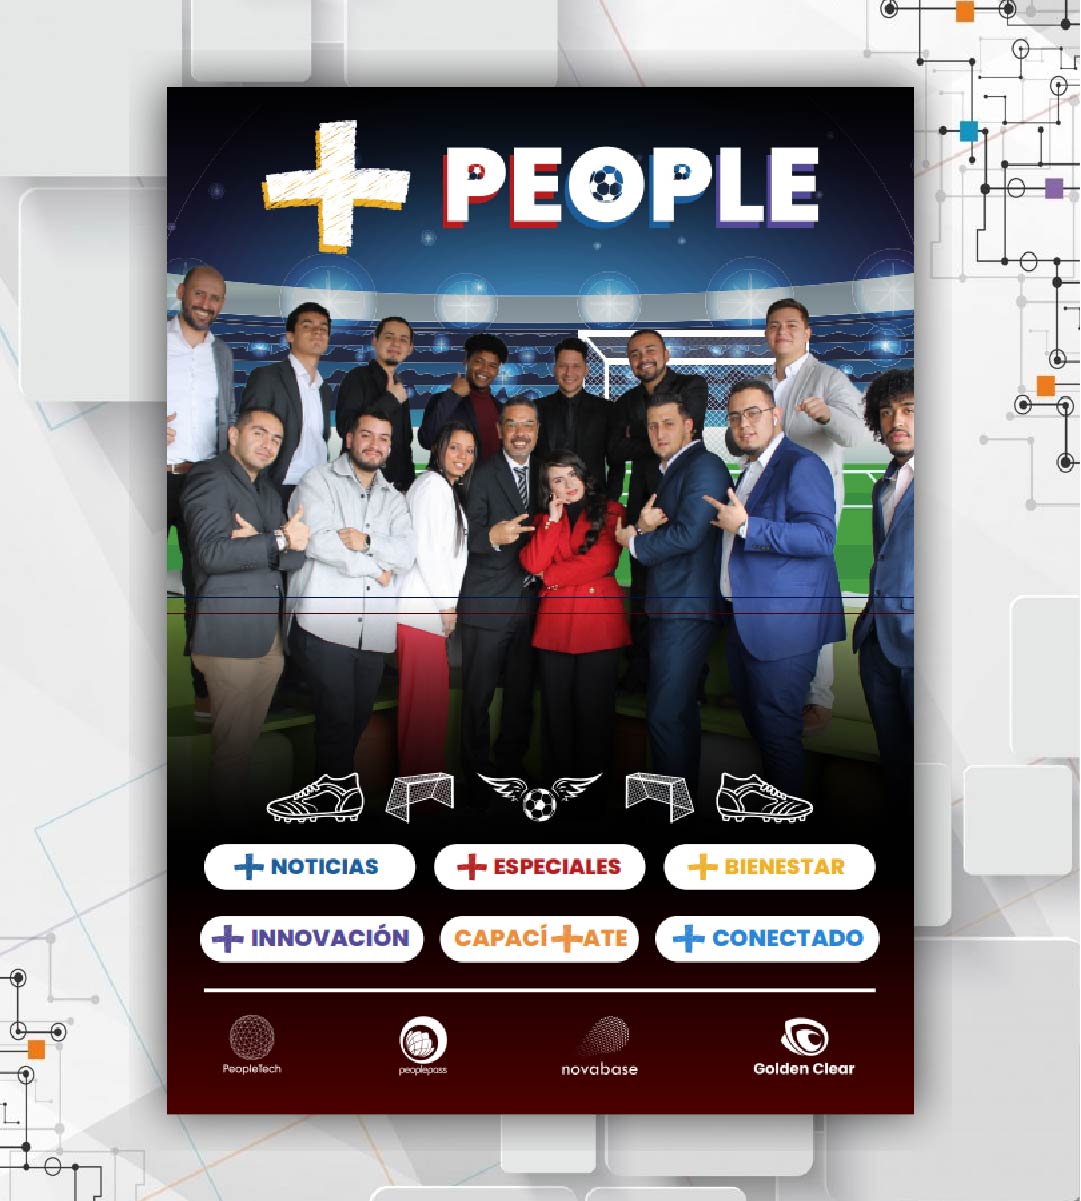 + PEOPLE
+ NOTICIAS
+ ESPECIALES
+ BIENESTAR
+ INNOVACIÓN
CAPACÍ+ATE
+ CONECTADO
PeopleTech
peoplepass
novabase
Golden Clear